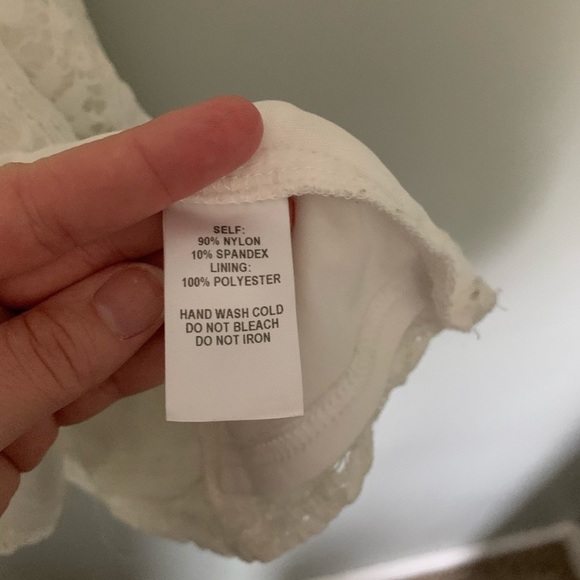 SELF:
90% NYLON
10% SPANDEX
LINING:
100% POLYESTER
HAND WASH COLD
DO NOT BLEACH
DO NOT IRON